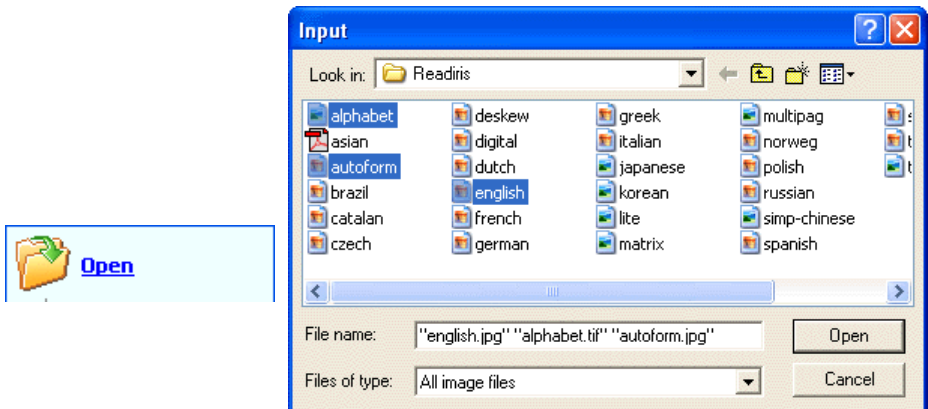 Input
Look in: Readiris
alphabet deskew greek multipag
asian digital italian norweg
autoform dutch japanese polish
brazil english korean russian
catalan french lite simp-chinese
czech german matrix spanish
Open
File name: "english.jpg" "alphabet.tif" "autoform.jpg" Open
Files of type: All image files Cancel